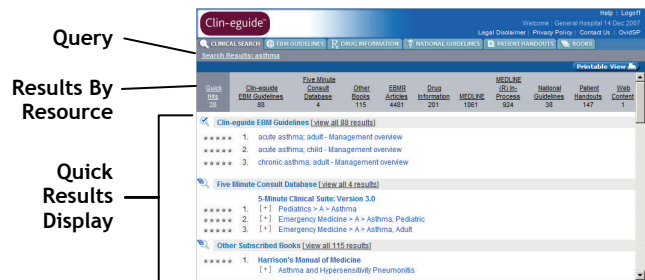 Help | Logoff
Clin-eguide™
Welcome : General Hospital 14 Dec 2007
Legal Disclaimer | Privacy Policy | Contact Us | OvidSP
CLINICAL SEARCH EBM GUIDELINES DRUG INFORMATION NATIONAL GUIDELINES PATIENT HANDOUTS BOOKS
Query
Search Results: asthma
Printable View
Results By Resource
Quick Hits 28
Clin-eguide EBM Guidelines 88
Five Minute Consult Database 4
Other Books 115
EBMR Articles 4481
Drug Information 201
MEDLINE 1061
MEDLINE (R) In-Process 924
National Guidelines 38
Patient Handouts 147
Web Content 1
Quick Results Display
Clin-eguide EBM Guidelines [view all 88 results]
★★★★★ 1. acute asthma; adult - Management overview
★★★★★ 2. acute asthma; child - Management overview
★★★★★ 3. chronic asthma; adult - Management overview
Five Minute Consult Database [view all 4 results]
5-Minute Clinical Suite: Version 3.0
★★★★★ 1. [+] Pediatrics > A > Asthma
★★★★★ 2. [+] Emergency Medicine > A > Asthma, Pediatric
★★★★★ 3. [+] Emergency Medicine > A > Asthma, Adult
Other Subscribed Books [view all 115 results]
★★★★★ 1. Harrison's Manual of Medicine
[+] Asthma and Hypersensitivity Pneumonitis